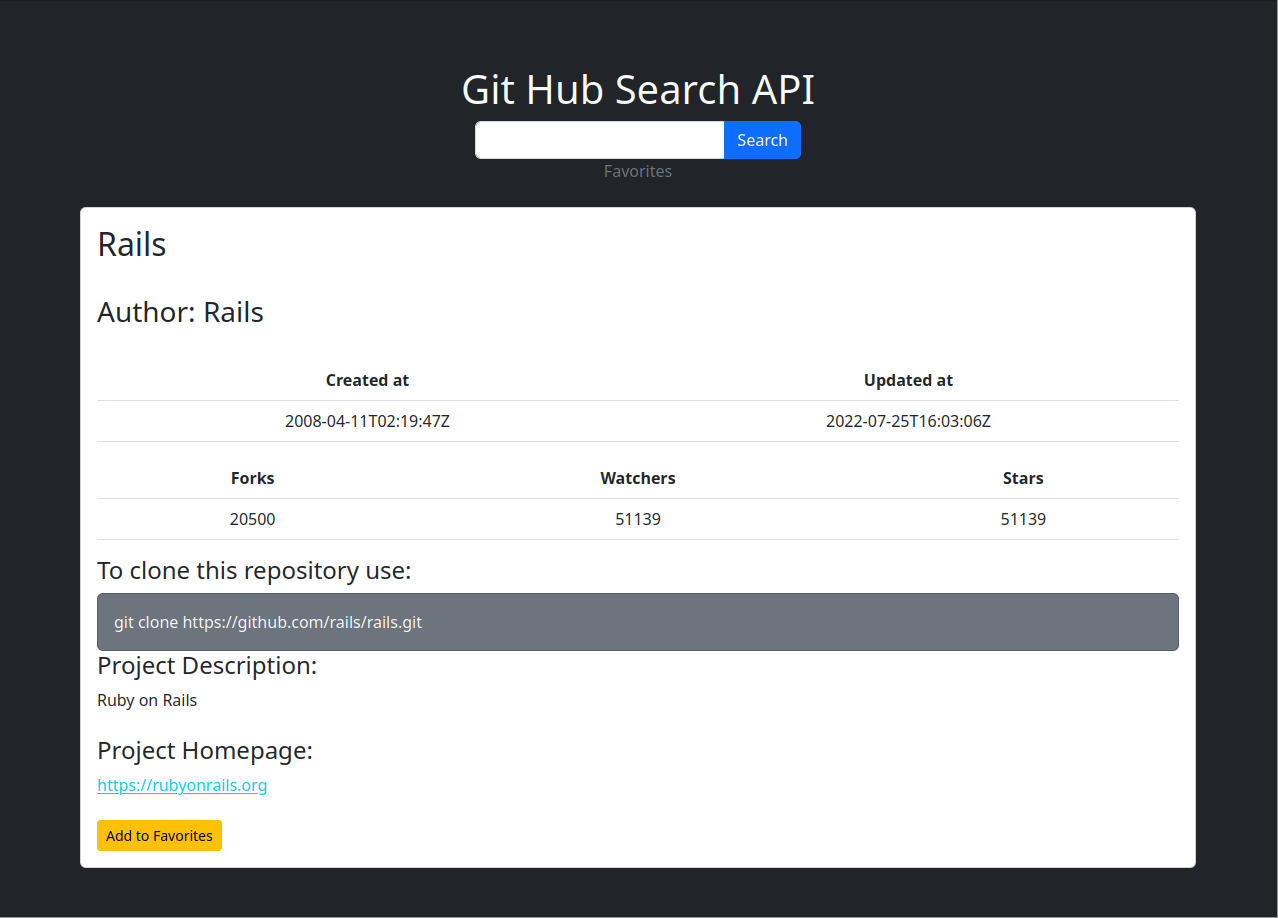 Git Hub Search API
Search
Favorites
Rails
Author: Rails
Created at Updated at
2008-04-11T02:19:47Z 2022-07-25T16:03:06Z
Forks Watchers Stars
20500 51139 51139
To clone this repository use:
git clone https://github.com/rails/rails.git
Project Description:
Ruby on Rails
Project Homepage:
https://rubyonrails.org
Add to Favorites